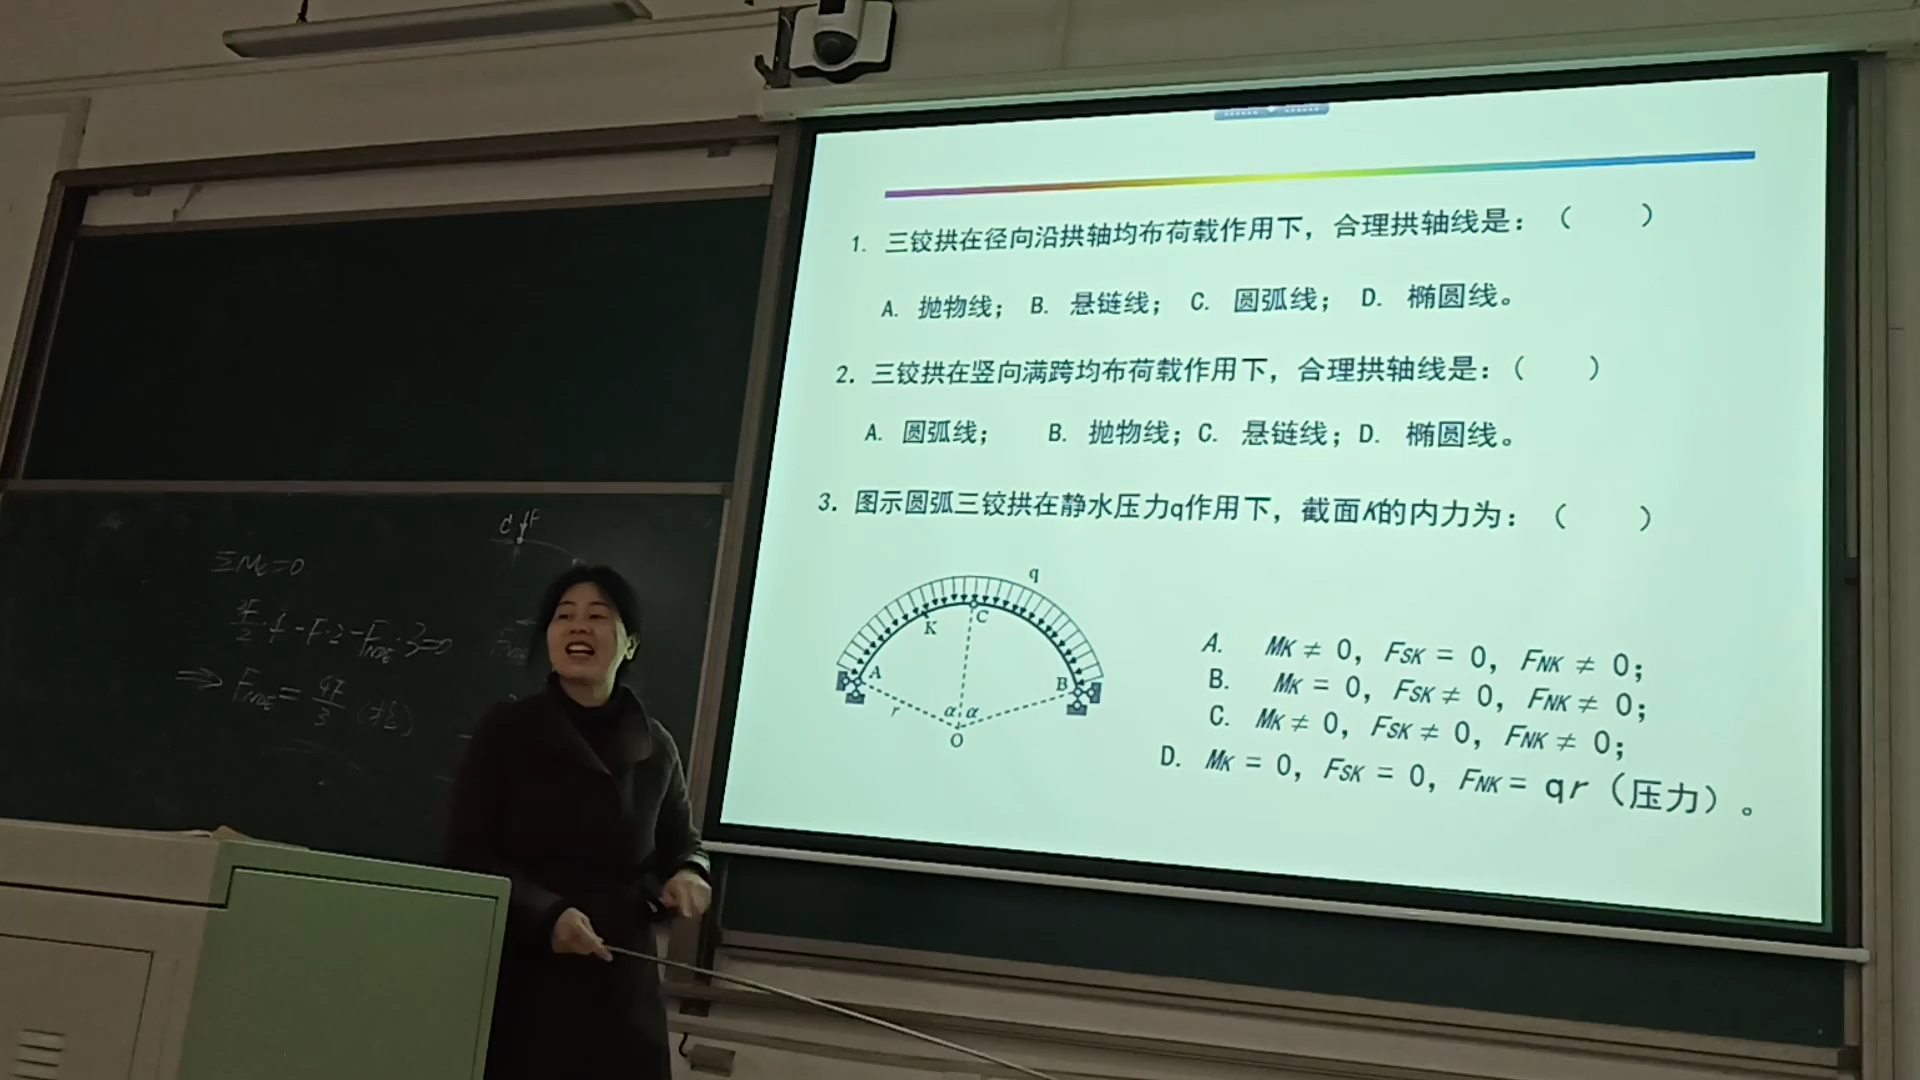 1. 三铰拱在径向沿拱轴均布荷载作用下，合理拱轴线是：（ ）
A. 抛物线； B. 悬链线； C. 圆弧线； D. 椭圆线。
2. 三铰拱在竖向满跨均布荷载作用下，合理拱轴线是：（ ）
A. 圆弧线； B. 抛物线；C. 悬链线；D. 椭圆线。
3. 图示圆弧三铰拱在静水压力q作用下，截面K的内力为：（ ）
q
K
C
A
B
r
α α
O
A. MK ≠ 0，FSK = 0，FNK ≠ 0；
B. MK = 0，FSK ≠ 0，FNK ≠ 0；
C. MK ≠ 0，FSK ≠ 0，FNK ≠ 0；
D. MK = 0，FSK = 0，FNK = qr（压力）。
C F
ΣMc=0